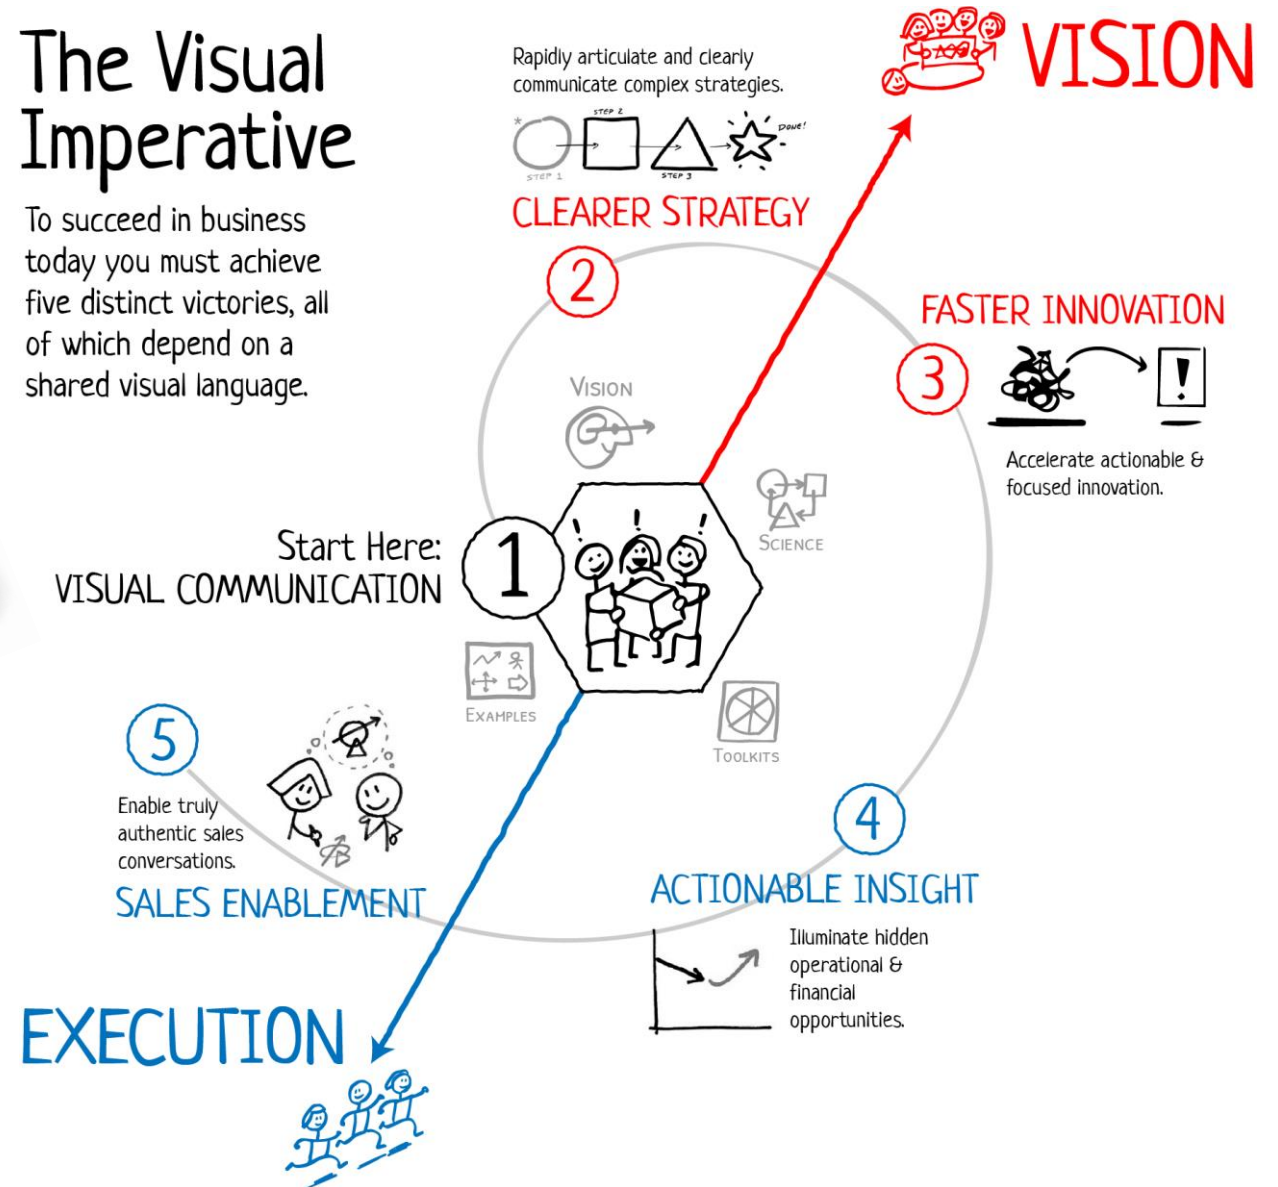 The Visual
Imperative
To succeed in business
today you must achieve
five distinct victories, all
of which depend on a
shared visual language.
Rapidly articulate and clearly
communicate complex strategies.
*
STEP 1
STEP 2
STEP 3
DONE!
CLEARER STRATEGY
2
VISION
FASTER INNOVATION
3
!
Accelerate actionable &
focused innovation.
VISION
SCIENCE
Start Here:
VISUAL COMMUNICATION
1
! ! !
EXAMPLES
TOOLKITS
4
ACTIONABLE INSIGHT
Illuminate hidden
operational &
financial
opportunities.
5
Enable truly
authentic sales
conversations.
SALES ENABLEMENT
EXECUTION